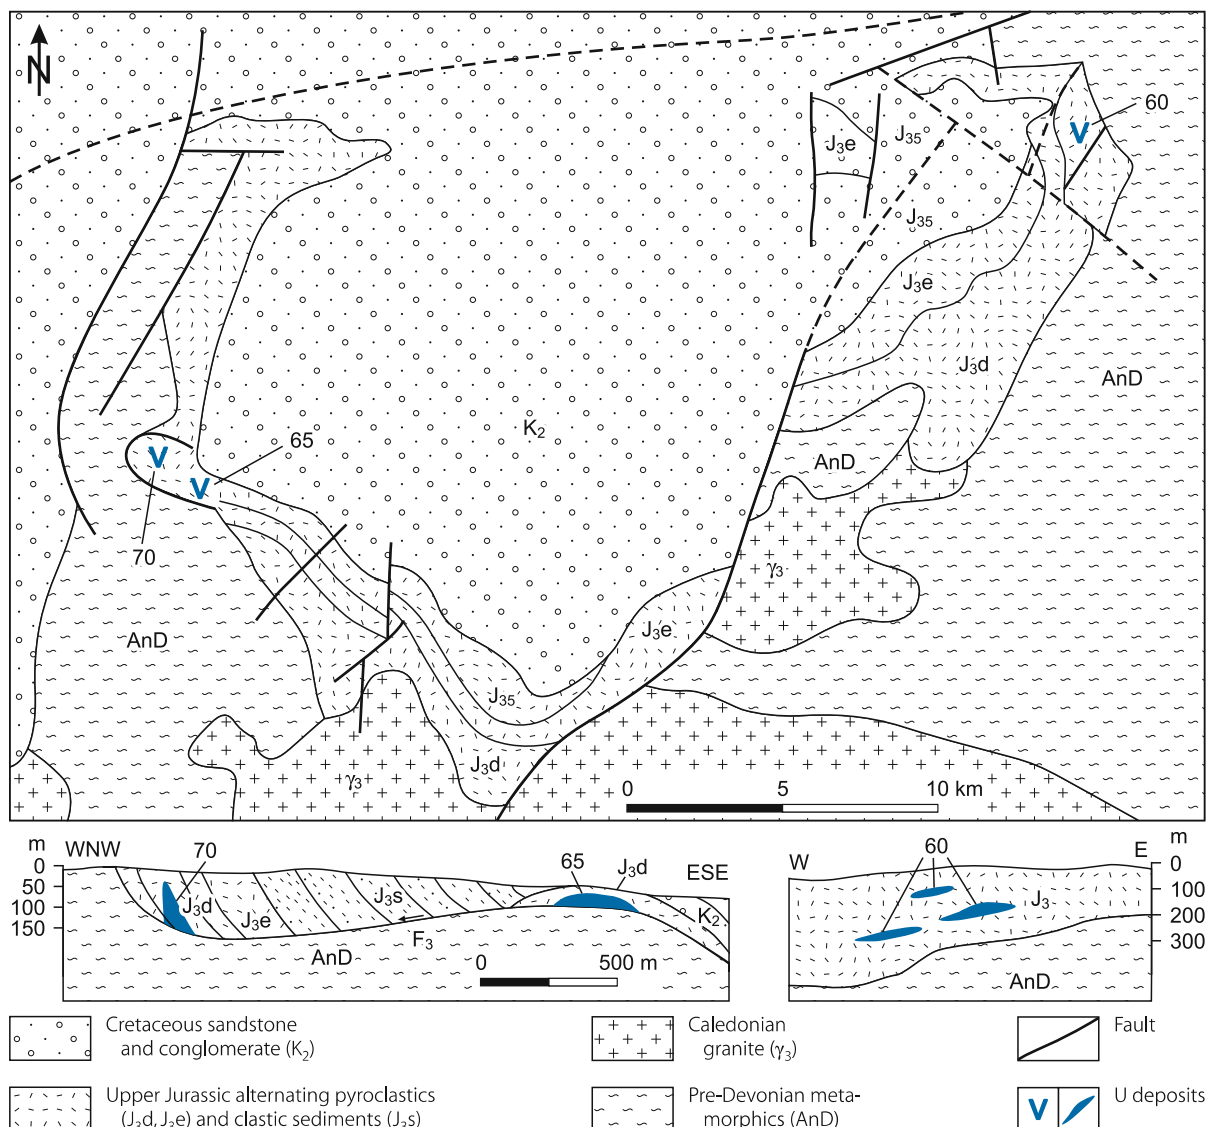 N
60
J₃e
J₃₅
J₃₅
J₃e
J₃d
AnD
K₂
65
70
AnD
γ₃
AnD
J₃e
J₃₅
J₃d
γ₃
0 5 10 km
m WNW 70 65 J₃d ESE
0
50
100
150
J₃d J₃e J₃s K₂
F₃
AnD
0 500 m
W 60 E m
0
100
200
300
J₃
AnD
Cretaceous sandstone
and conglomerate (K₂)
Caledonian
granite (γ₃)
Fault
Upper Jurassic alternating pyroclastics
(J₃d, J₃e) and clastic sediments (J₃s)
Pre-Devonian meta-
morphics (AnD)
V U deposits